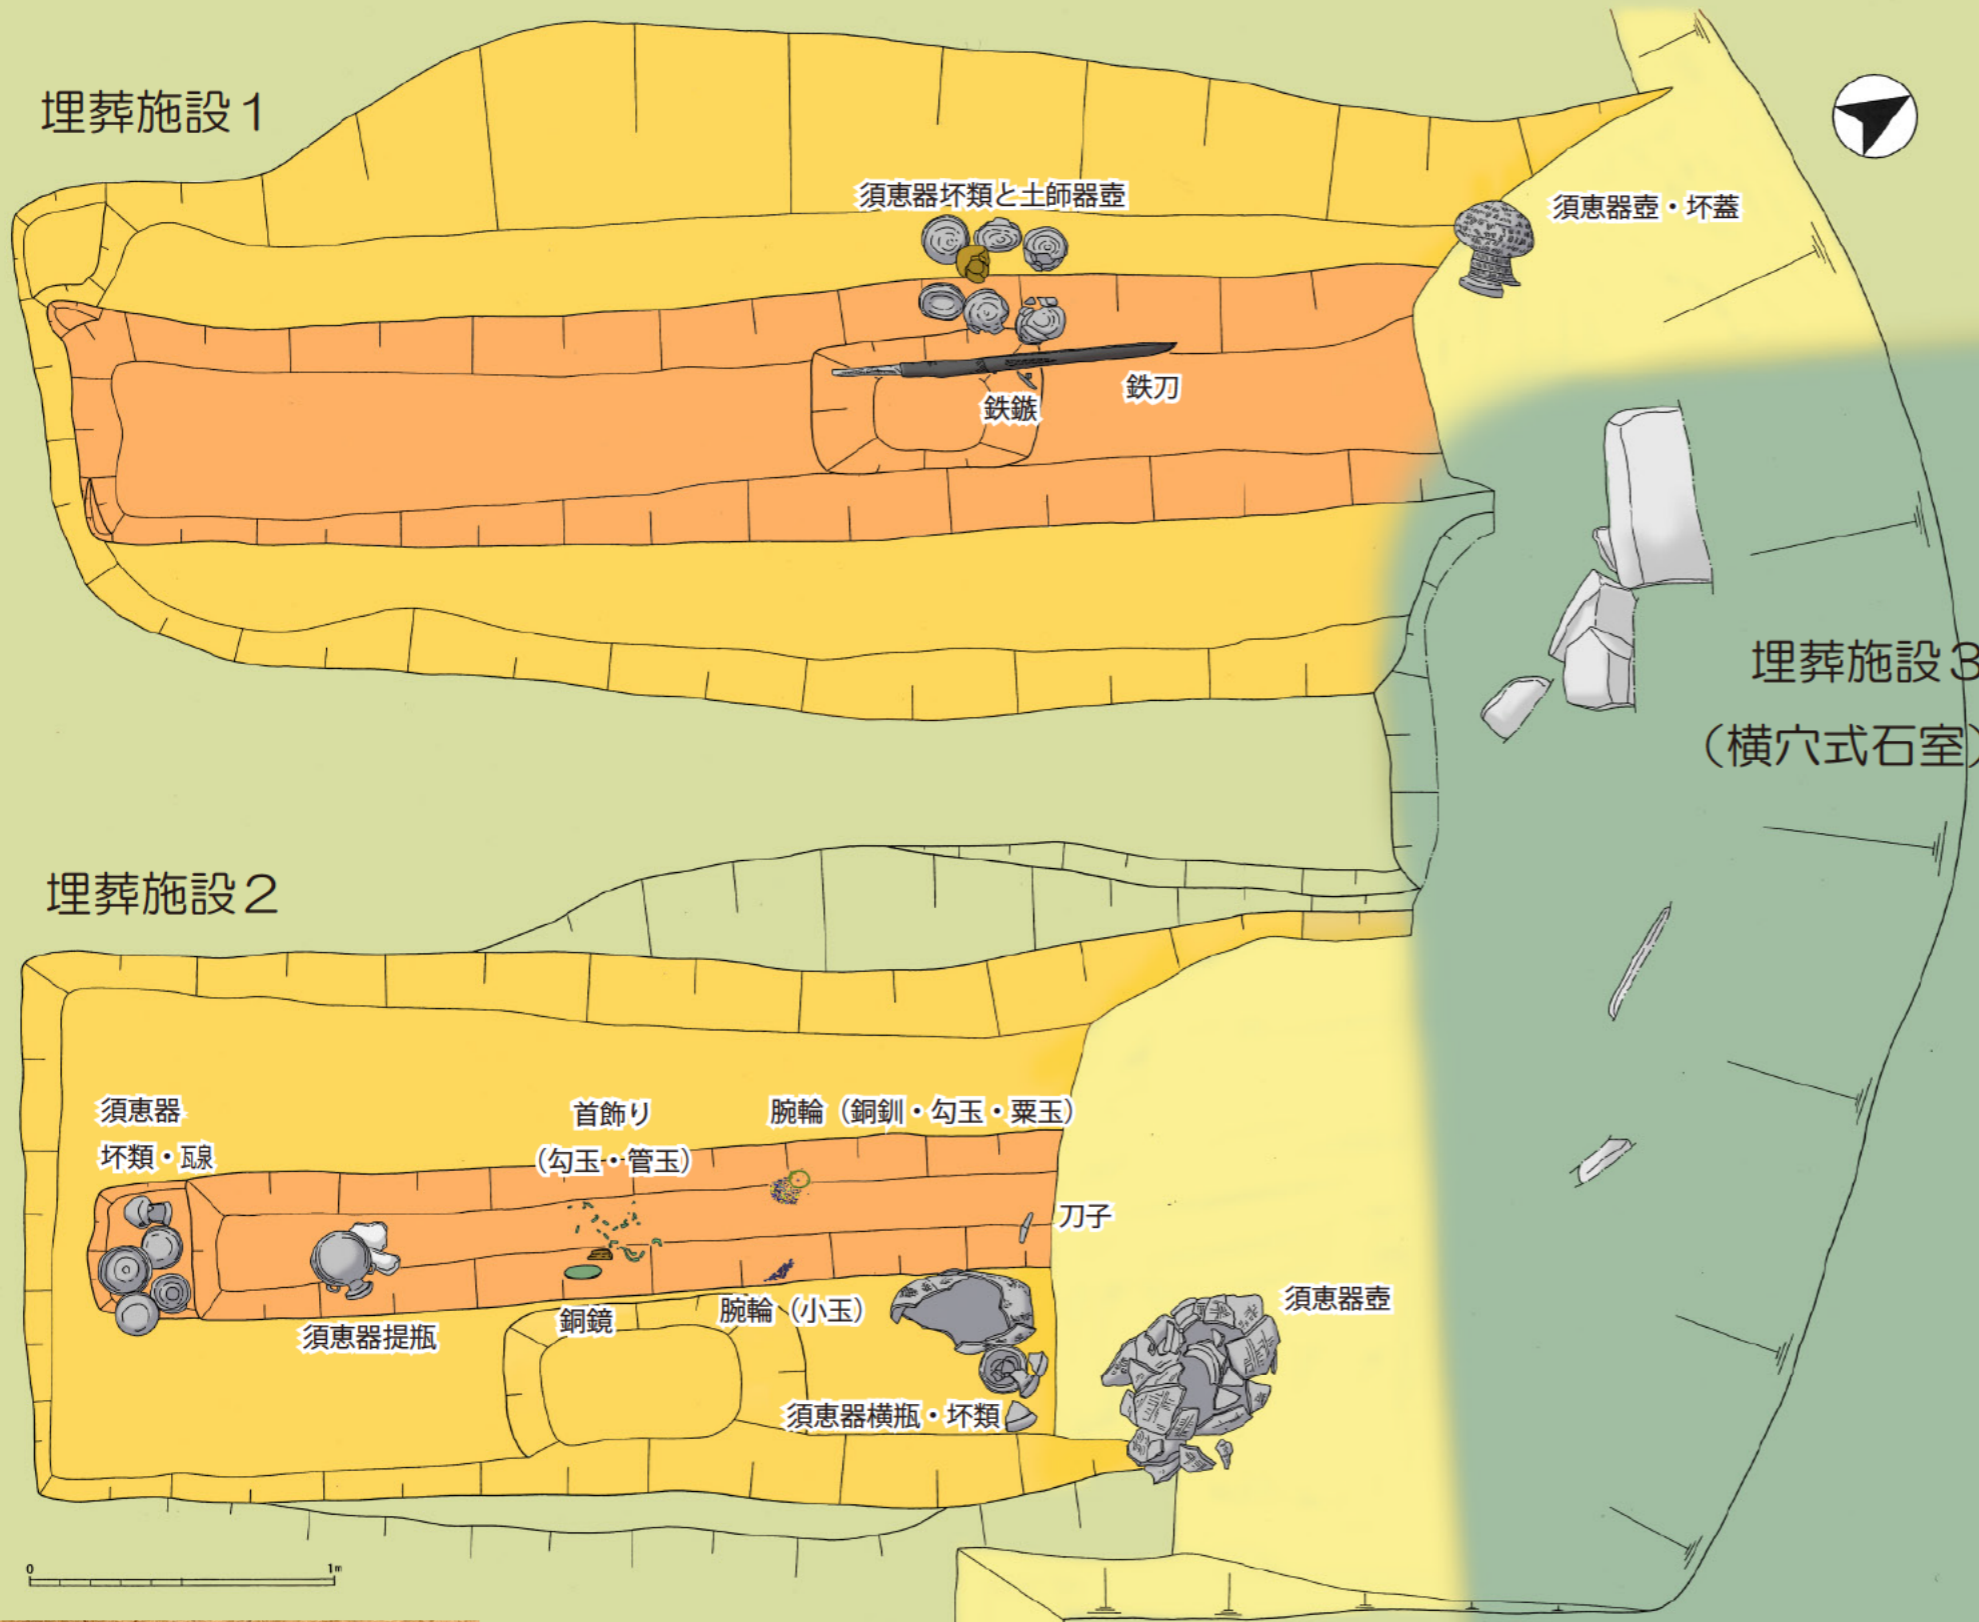 埋葬施設1
須恵器坏類と土師器壺
須恵器壺・坏蓋
鉄刀
鉄鏃
埋葬施設3
（横穴式石室）
埋葬施設2
須恵器
坏類・𤭯
首飾り
（勾玉・管玉）
腕輪（銅釧・勾玉・粟玉）
刀子
須恵器提瓶
銅鏡
腕輪（小玉）
須恵器壺
須恵器横瓶・坏類
0 1m